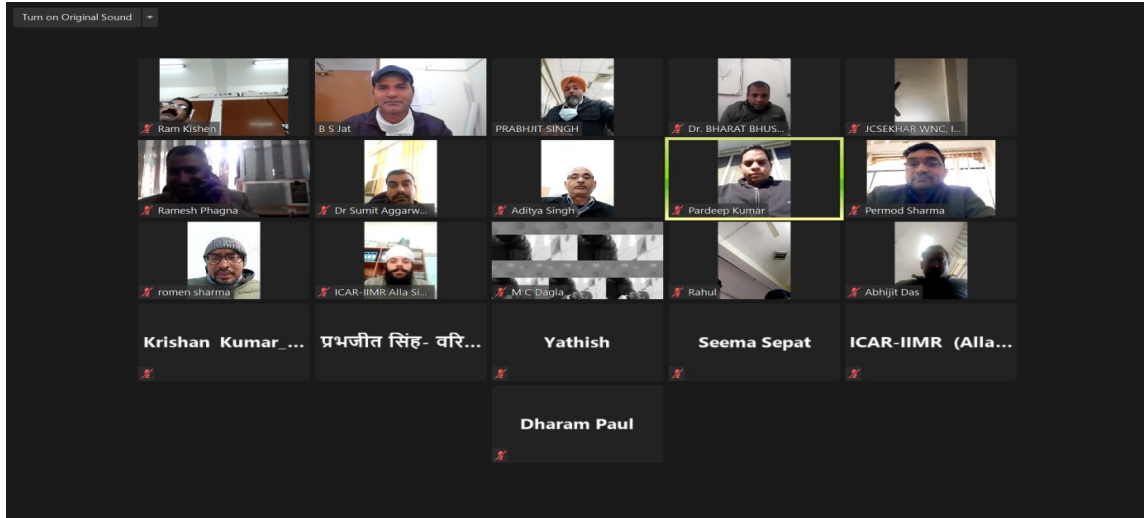 Turn on Original Sound
Ram Kishen
B S Jat
PRABHJIT SINGH
Dr. BHARAT BHUS...
JCSEKHAR WNC, I...
Ramesh Phagna
Dr Sumit Aggarw...
Aditya Singh
Pardeep Kumar
Permod Sharma
romen sharma
ICAR-IIMR Alla Si...
M C Dagla
Rahul
Abhijit Das
Krishan Kumar_...
प्रभजीत सिंह- वरि...
Yathish
Seema Sepat
ICAR-IIMR (Alla...
Dharam Paul